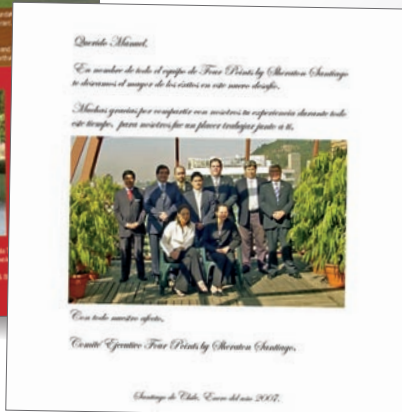 Querido Manuel,
En nombre de todo el equipo de Four Points by Sheraton Santiago
te deseamos el mayor de los éxitos en este nuevo desafío.
Muchas gracias por compartir con nosotros tu experiencia durante todo
este tiempo, para nosotros fue un placer trabajar junto a ti.
Con todo nuestro afecto,
Comité Ejecutivo Four Points by Sheraton Santiago.
Santiago de Chile, Enero del año 2007.